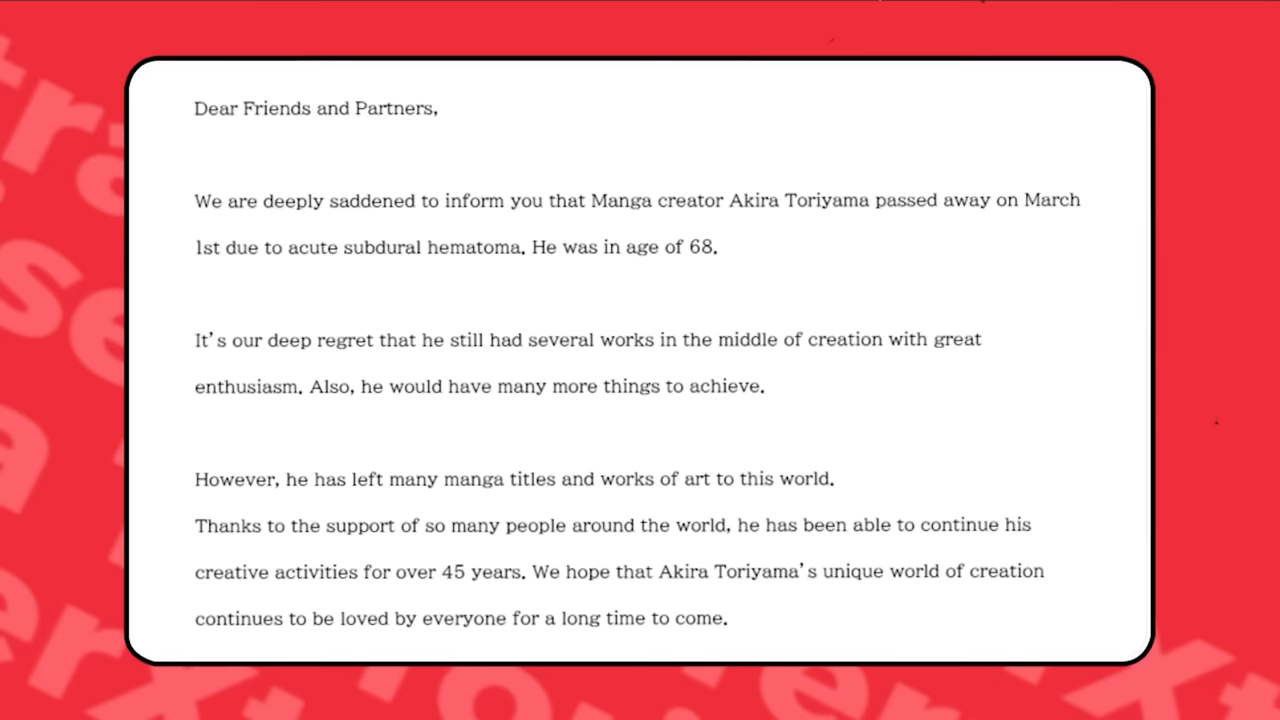 Dear Friends and Partners,
We are deeply saddened to inform you that Manga creator Akira Toriyama passed away on March
1st due to acute subdural hematoma. He was in age of 68.
It's our deep regret that he still had several works in the middle of creation with great
enthusiasm. Also, he would have many more things to achieve.
However, he has left many manga titles and works of art to this world.
Thanks to the support of so many people around the world, he has been able to continue his
creative activities for over 45 years. We hope that Akira Toriyama's unique world of creation
continues to be loved by everyone for a long time to come.